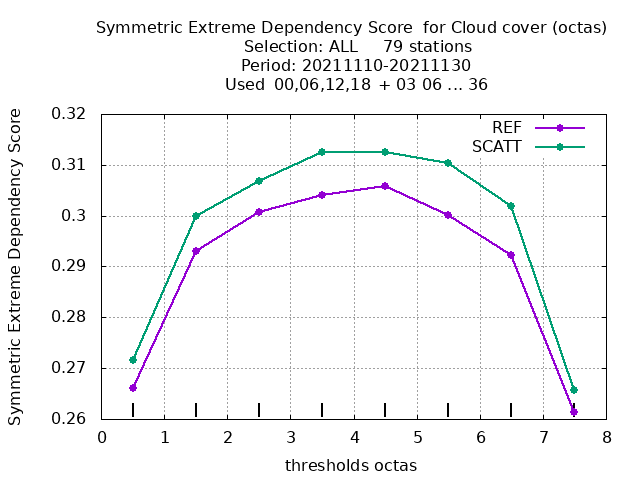 Symmetric Extreme Dependency Score  for Cloud cover (octas)
Selection: ALL     79 stations
Period: 20211110-20211130
Used  00,06,12,18 + 03 06 ... 36
Symmetric Extreme Dependency Score
0.32
0.31
0.3
0.29
0.28
0.27
0.26
REF
SCATT
0 1 2 3 4 5 6 7 8
thresholds octas